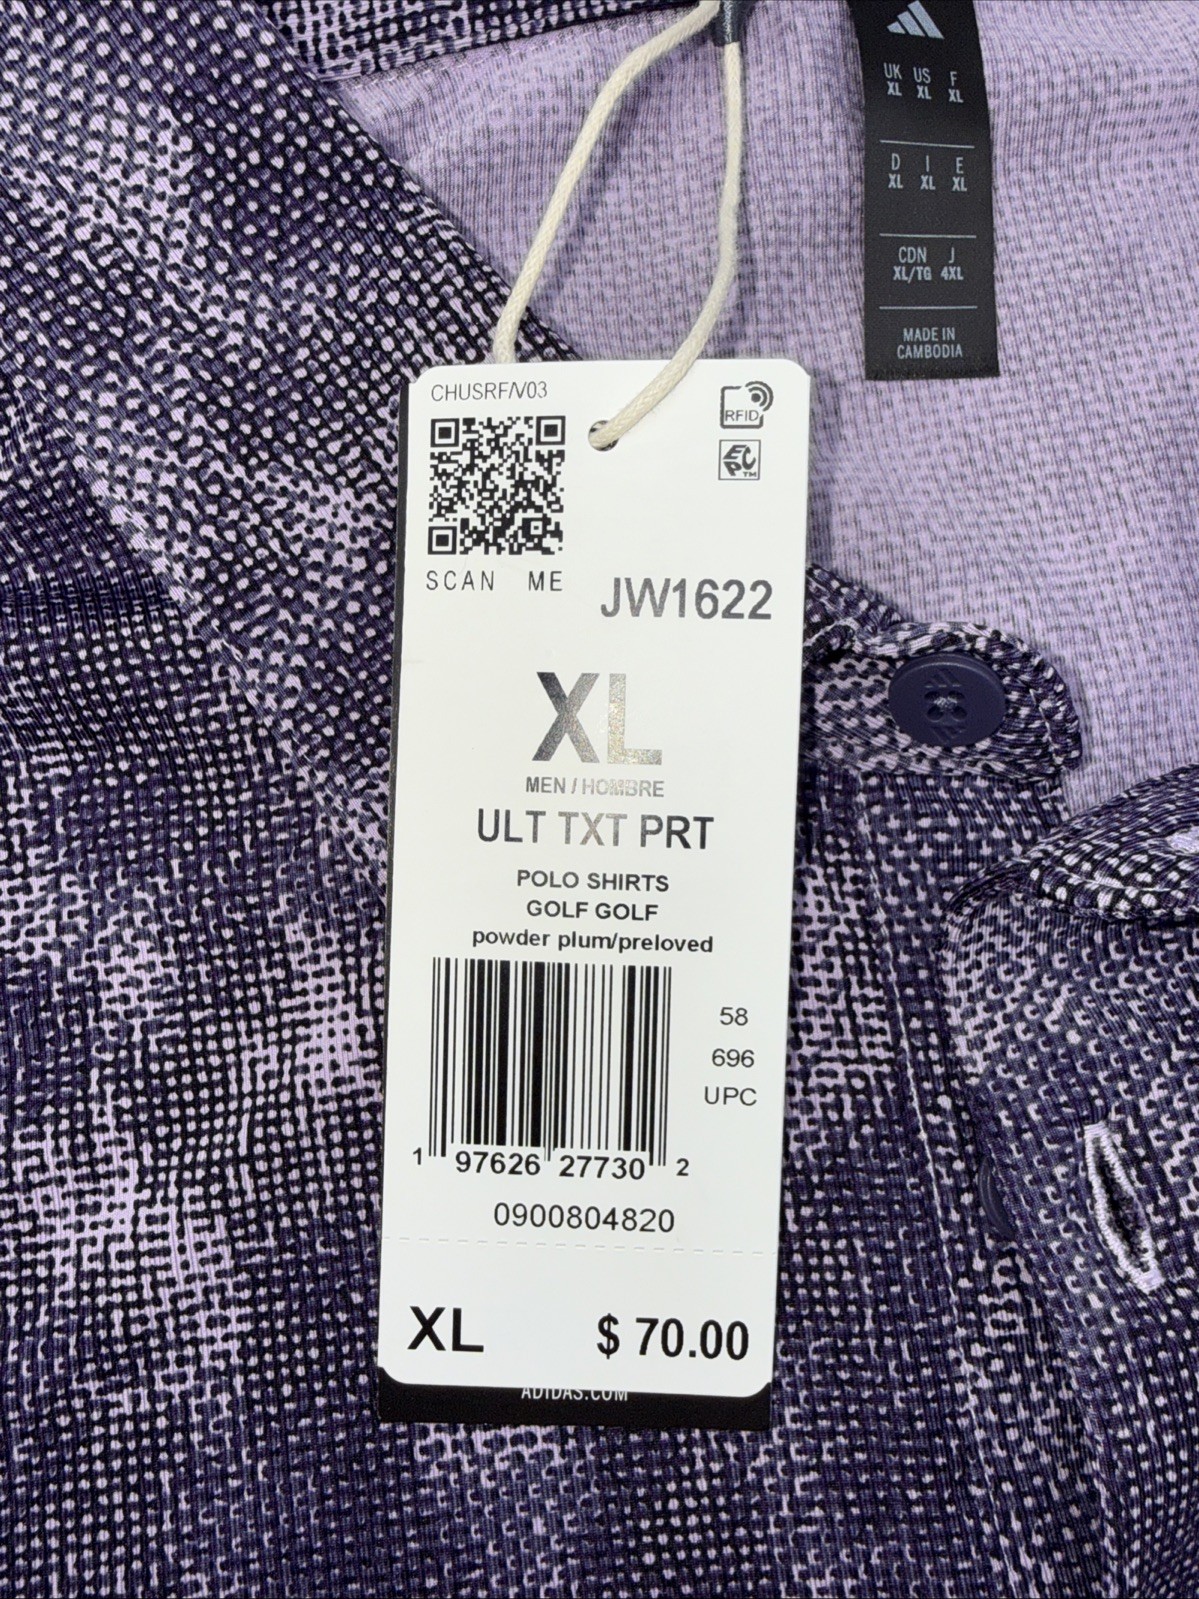 UK US F
XL XL XL
D I E
XL XL XL
CDN J
XL/TG 4XL
MADE IN
CAMBODIA
CHUSRF/V03
RFID
EPC TM
SCAN ME
JW1622
XL
MEN / HOMBRE
ULT TXT PRT
POLO SHIRTS
GOLF GOLF
powder plum/preloved
58
696
UPC
1 97626 27730 2
0900804820
XL $ 70.00
ADIDAS.COM